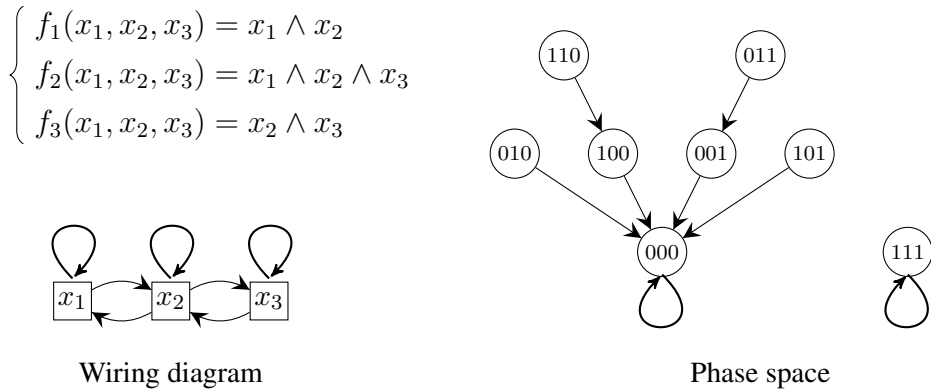 f₁(x₁, x₂, x₃) = x₁ ∧ x₂
f₂(x₁, x₂, x₃) = x₁ ∧ x₂ ∧ x₃
f₃(x₁, x₂, x₃) = x₂ ∧ x₃
x₁ x₂ x₃
Wiring diagram
110 011
010 100 001 101
000 111
Phase space